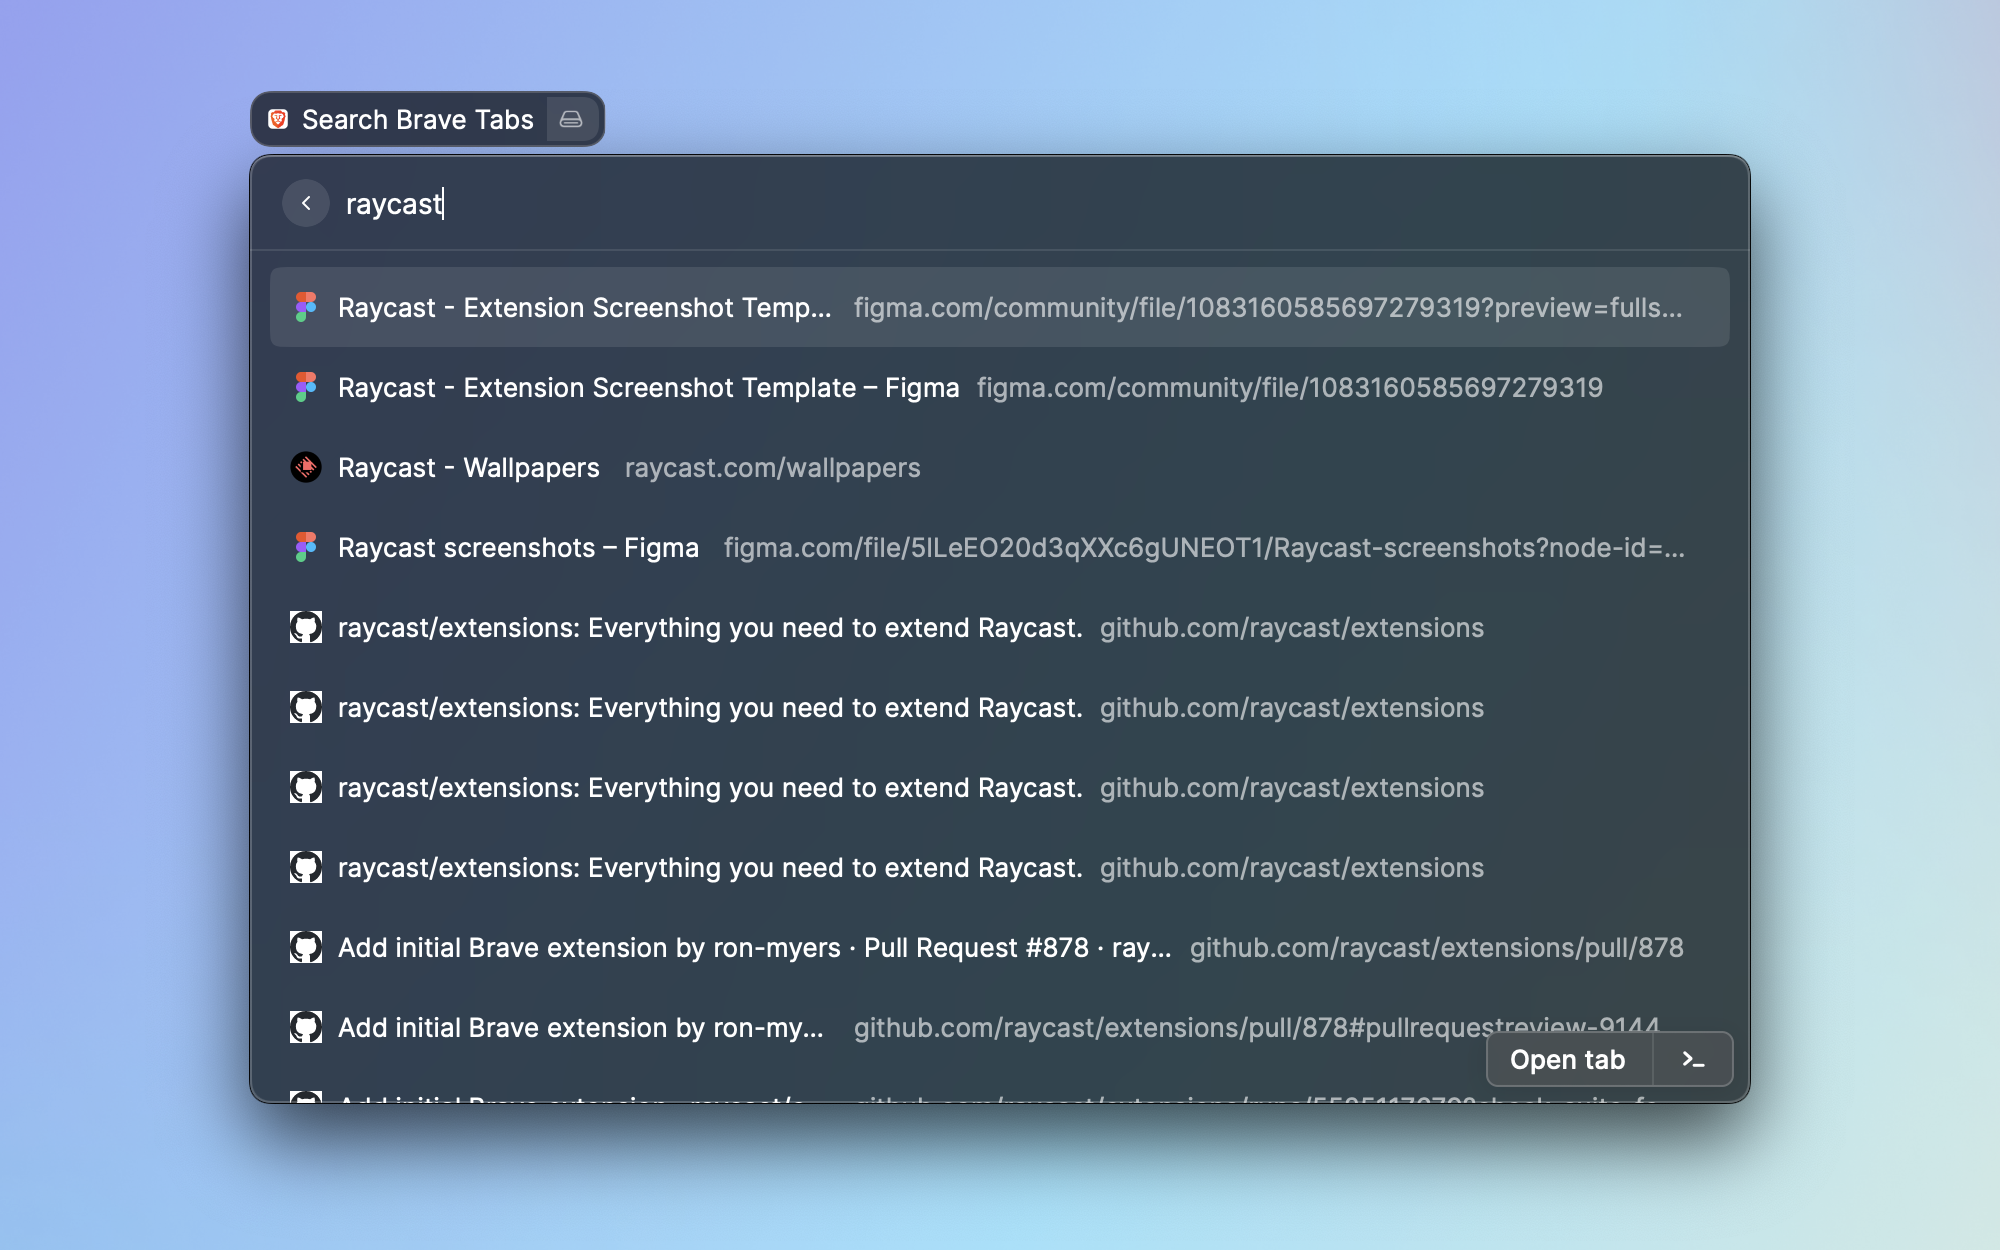 Search Brave Tabs
raycast
Raycast - Extension Screenshot Temp... figma.com/community/file/1083160585697279319?preview=fulls...
Raycast - Extension Screenshot Template – Figma figma.com/community/file/1083160585697279319
Raycast - Wallpapers raycast.com/wallpapers
Raycast screenshots – Figma figma.com/file/5lLeEO20d3qXXc6gUNEOT1/Raycast-screenshots?node-id=...
raycast/extensions: Everything you need to extend Raycast. github.com/raycast/extensions
raycast/extensions: Everything you need to extend Raycast. github.com/raycast/extensions
raycast/extensions: Everything you need to extend Raycast. github.com/raycast/extensions
raycast/extensions: Everything you need to extend Raycast. github.com/raycast/extensions
Add initial Brave extension by ron-myers · Pull Request #878 · ray... github.com/raycast/extensions/pull/878
Add initial Brave extension by ron-my... github.com/raycast/extensions/pull/878#pullrequestreview-9144...
Open tab
Add initial Brave extension